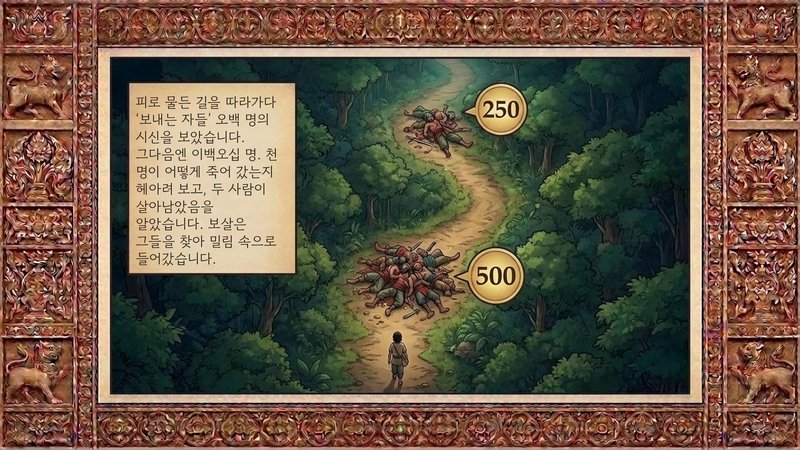 피로 물든 길을 따라가다
‘보내는 자들’ 오백 명의
시신을 보았습니다.
그다음엔 이백오십 명. 천
명이 어떻게 죽어 갔는지
헤아려 보고, 두 사람이
살아남았음을
알았습니다. 보살은
그들을 찾아 밀림 속으로
들어갔습니다.
250
500